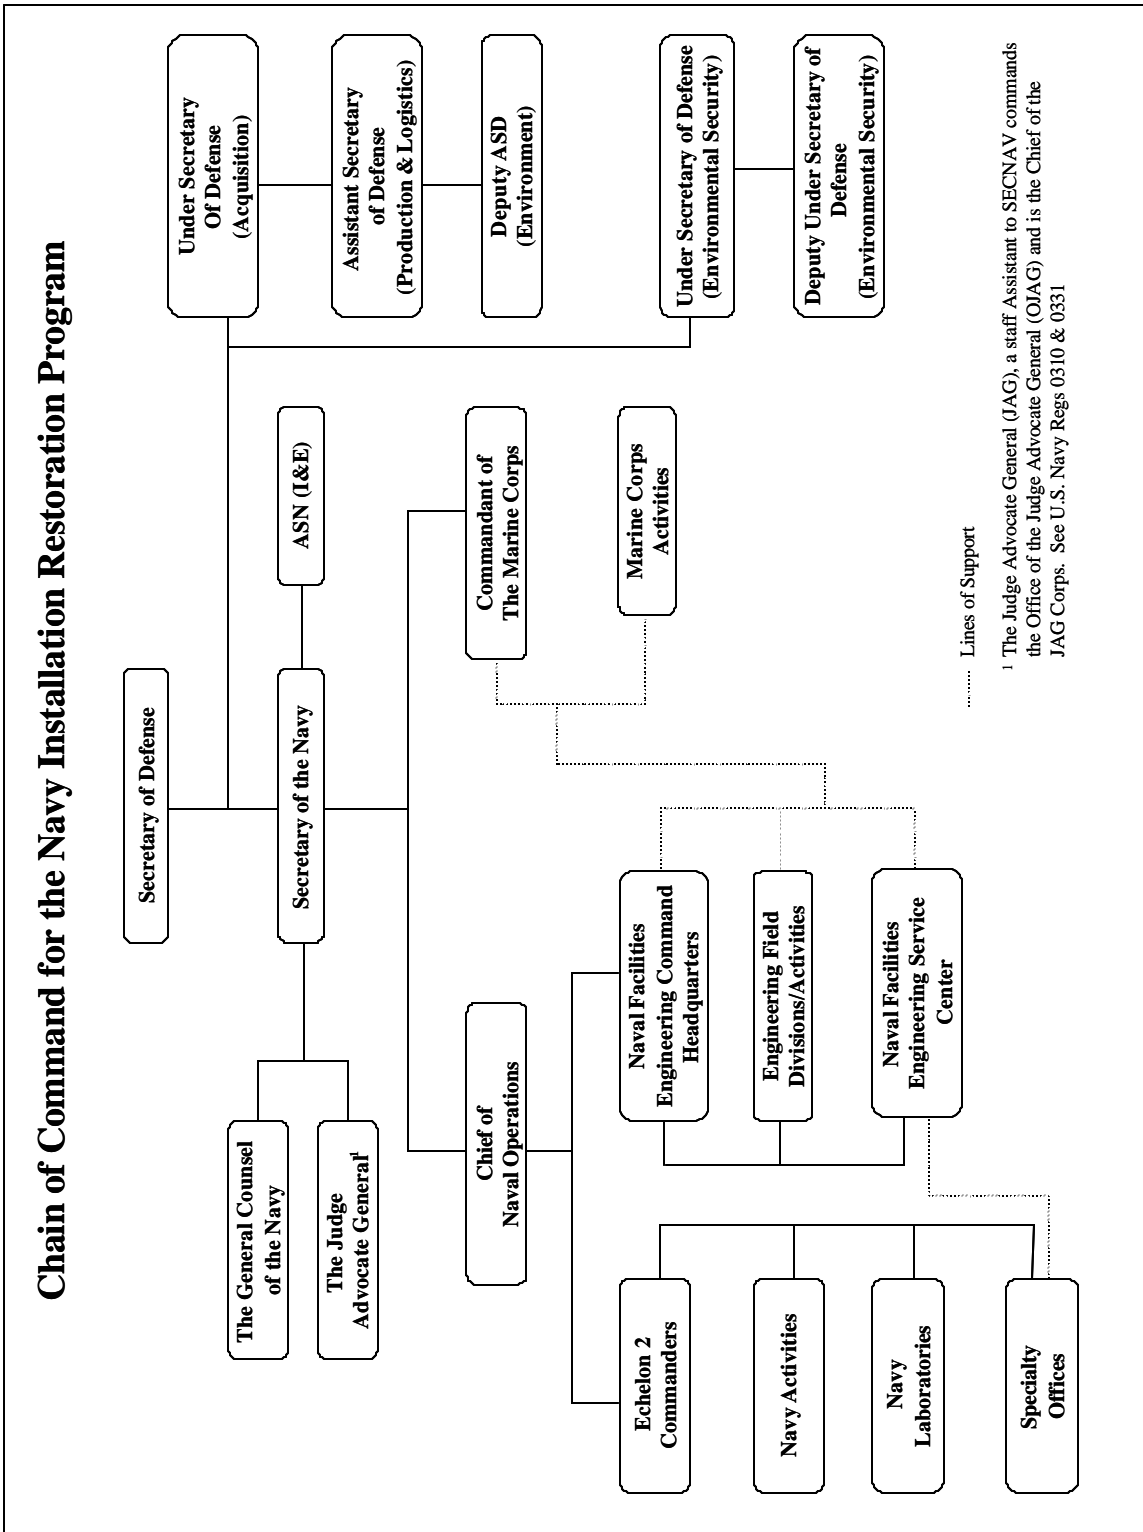 Chain of Command for the Navy Installation Restoration Program
Secretary of Defense
Under Secretary
Of Defense
(Acquisition)
Assistant Secretary
of Defense
(Production & Logistics)
Deputy ASD
(Environment)
Under Secretary of Defense
(Environmental Security)
Deputy Under Secretary of
Defense
(Environmental Security)
The General Counsel
of the Navy
The Judge
Advocate General¹
Secretary of the Navy
ASN (I&E)
Chief of
Naval Operations
Commandant of
The Marine Corps
Marine Corps
Activities
Echelon 2
Commanders
Navy Activities
Navy
Laboratories
Specialty
Offices
Naval Facilities
Engineering Command
Headquarters
Engineering Field
Divisions/Activities
Naval Facilities
Engineering Service
Center
Lines of Support
¹ The Judge Advocate General (JAG), a staff Assistant to SECNAV commands
the Office of the Judge Advocate General (OJAG) and is the Chief of the
JAG Corps. See U.S. Navy Regs 0310 & 0331